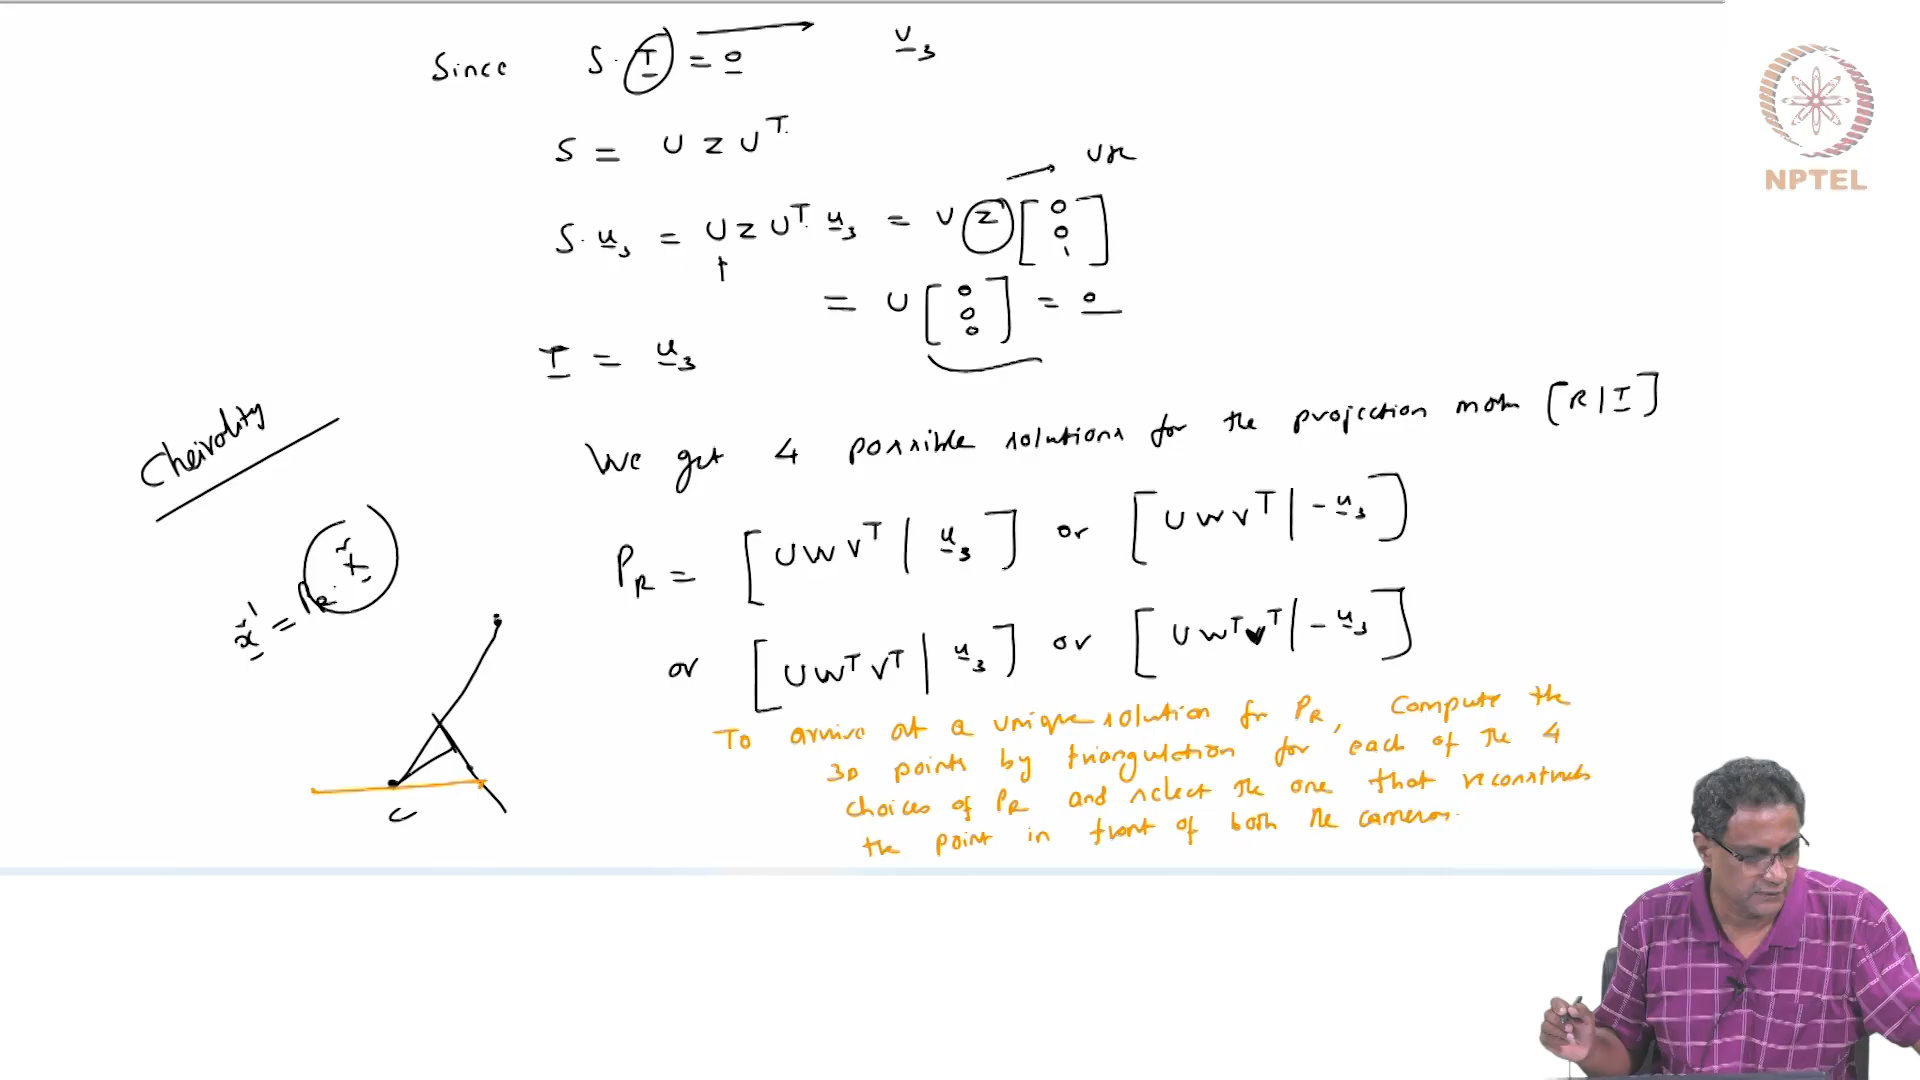 Since S · T = 0 u3
S = U Z U^T
S · u3 = U Z U^T u3 = U Z [0 0 1]
= U [0 0 0] = 0
T = u3
Cheirality
We get 4 possible solutions for the projection [R | T]
P_R = [U W V^T | u3] or [U W V^T | -u3]
or [U W^T V^T | u3] or [U W^T V^T | -u3]
x̃' = P_R · X̃
C
To arrive at a unique solution for P_R, compute the
3D points by triangulation for each of the 4
choices of P_R and select the one that reconstructs
the point in front of both the cameras.
NPTEL